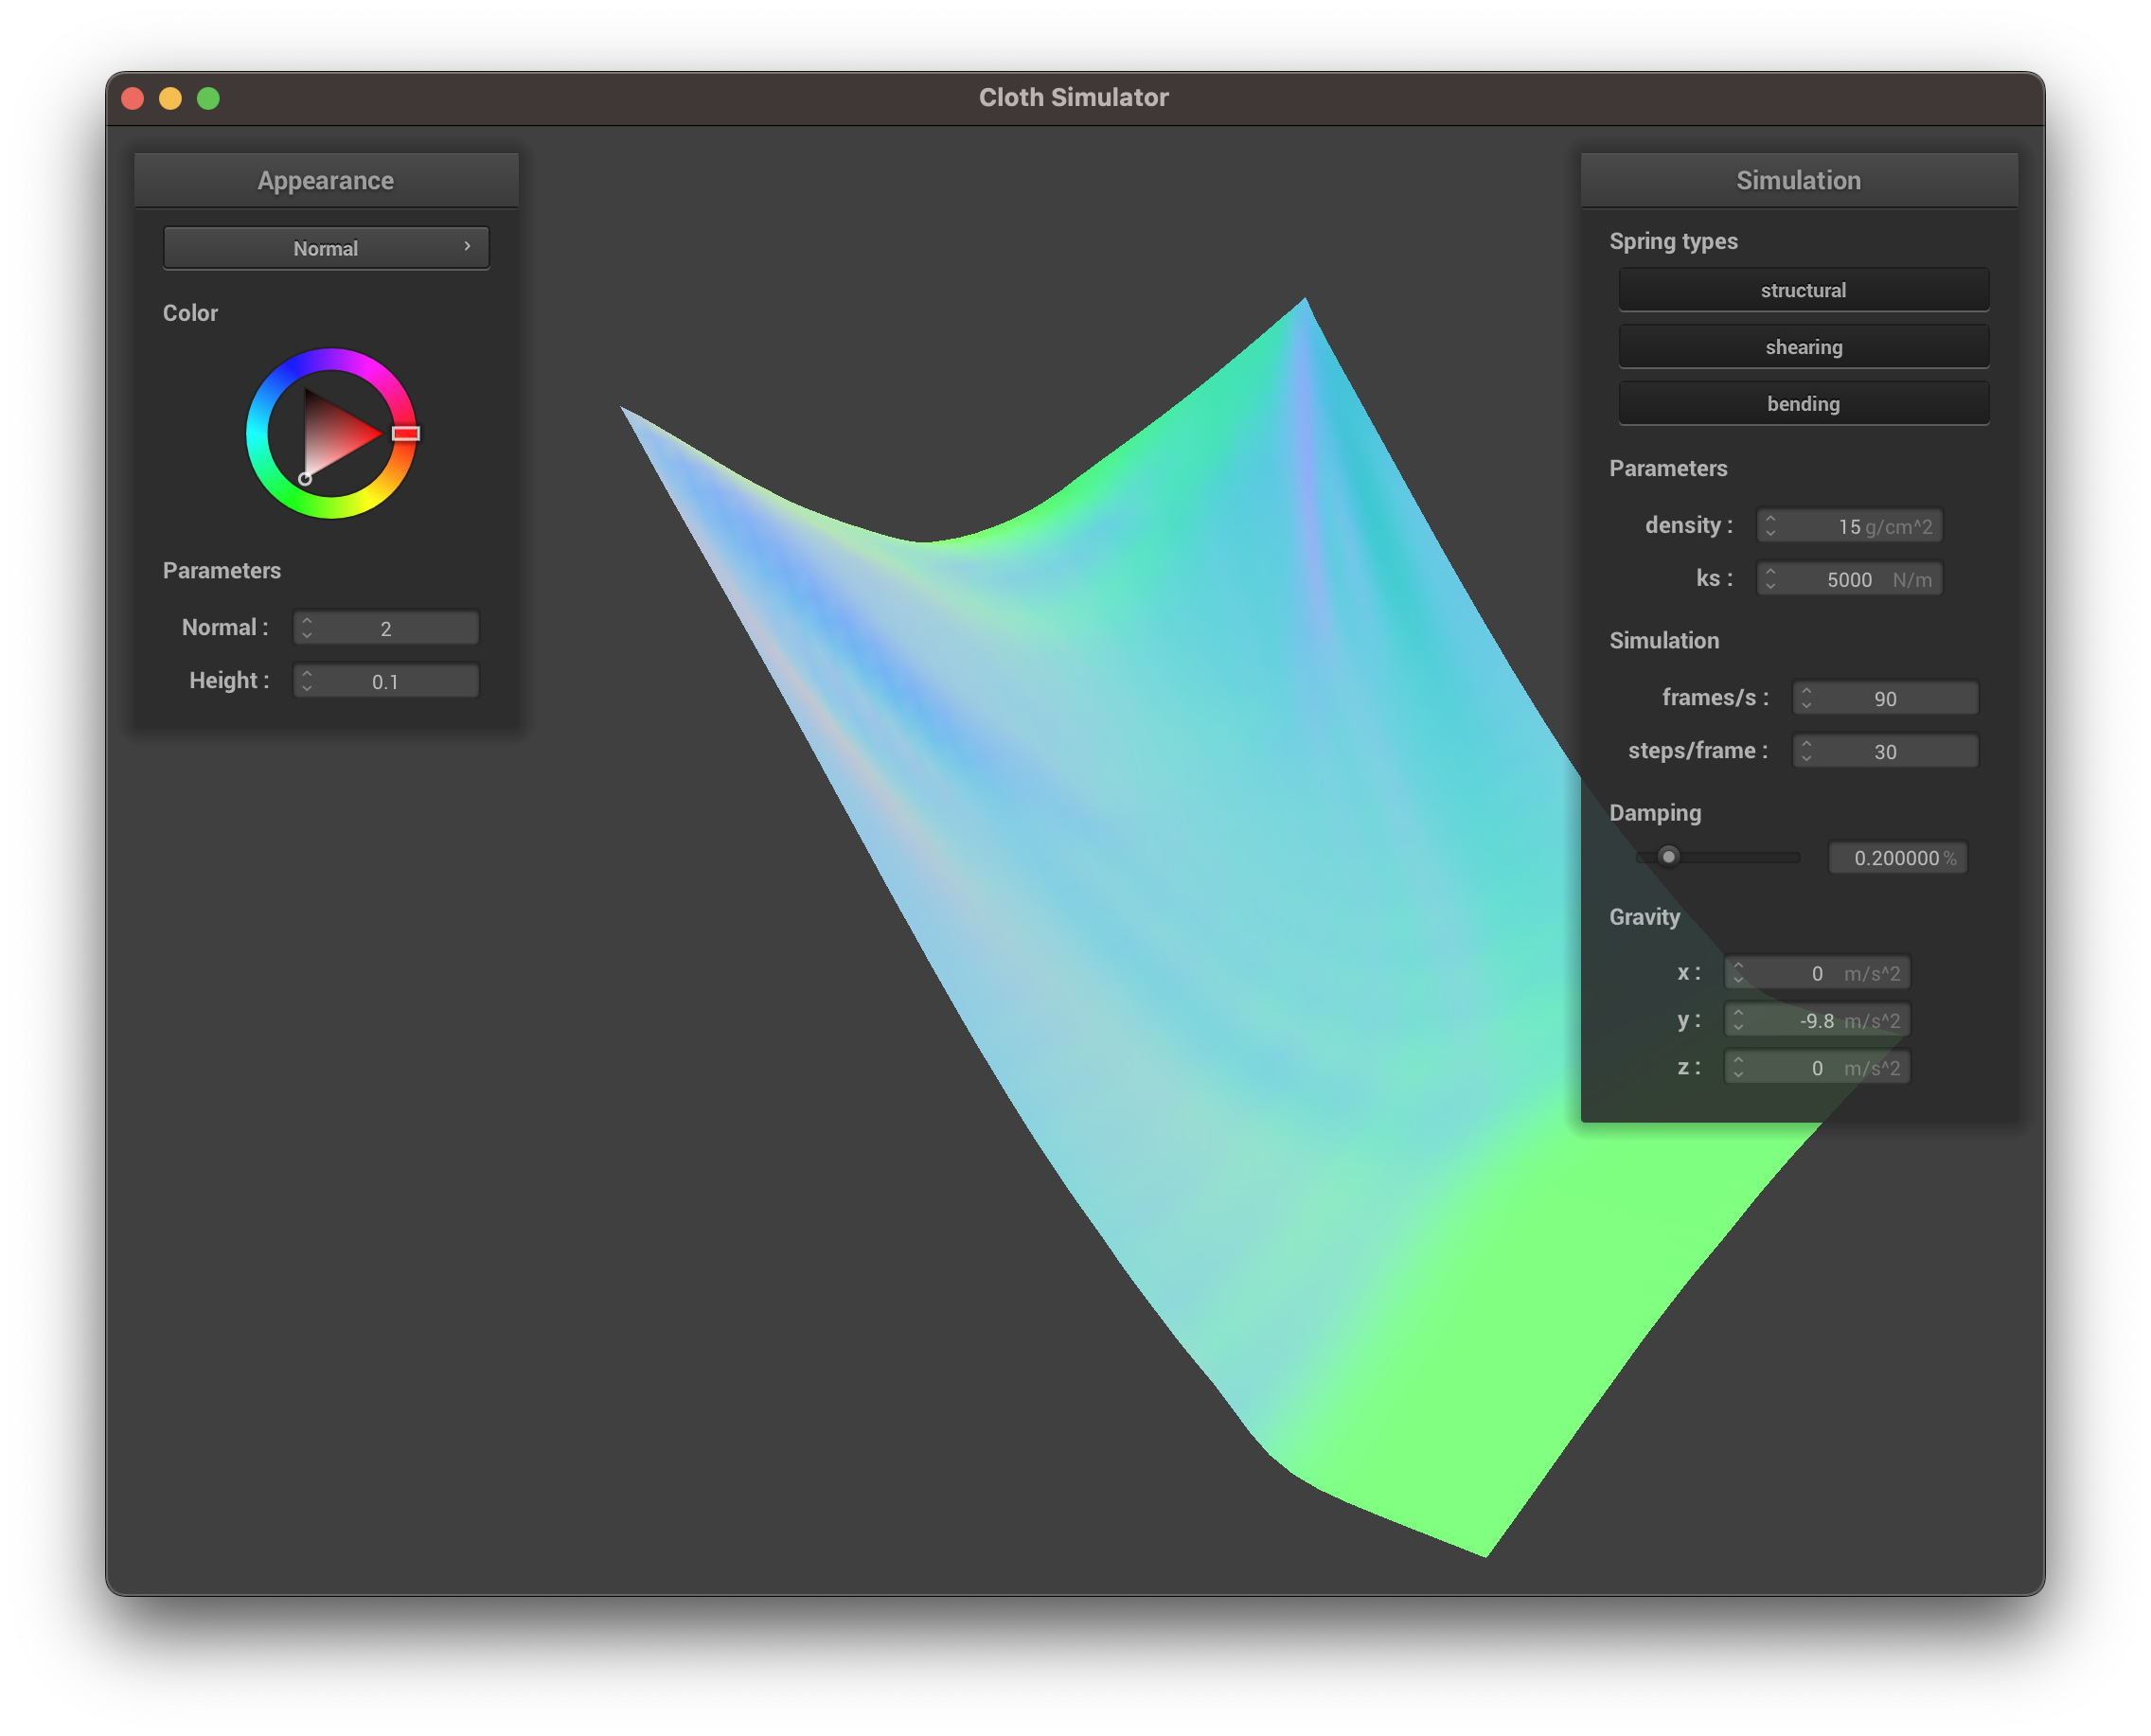 Cloth Simulator
Appearance
Normal
Color
Parameters
Normal : 2
Height : 0.1
Simulation
Spring types
structural
shearing
bending
Parameters
density : 15 g/cm^2
ks : 5000 N/m
Simulation
frames/s : 90
steps/frame : 30
Damping
0.200000 %
Gravity
x : 0 m/s^2
y : -9.8 m/s^2
z : 0 m/s^2